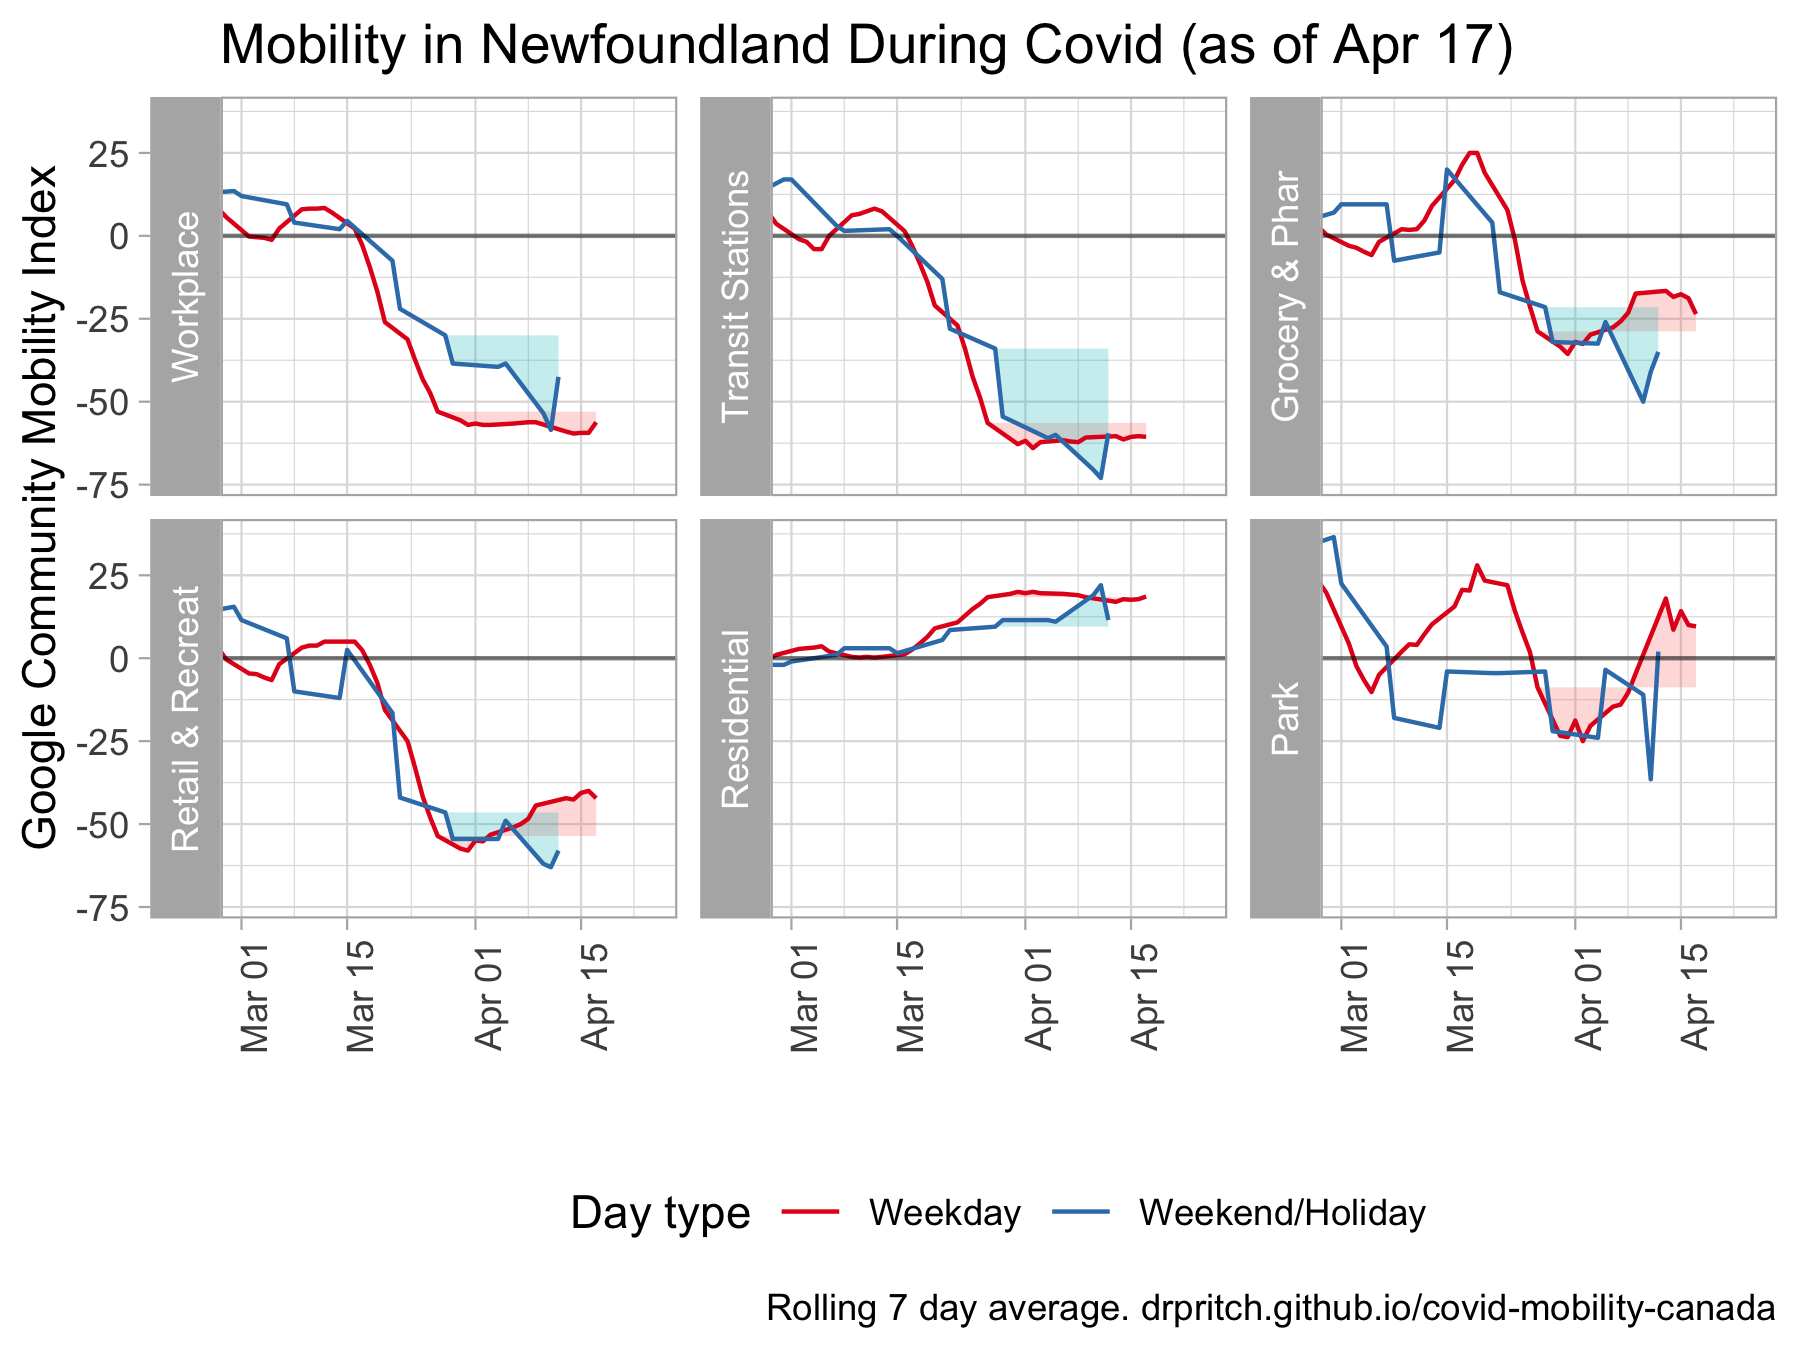 Mobility in Newfoundland During Covid (as of Apr 17)
Google Community Mobility Index
25
0
-25
-50
-75
Workplace
Transit Stations
Grocery & Phar
25
0
-25
-50
-75
Retail & Recreat
Residential
Park
Mar 01
Mar 15
Apr 01
Apr 15
Mar 01
Mar 15
Apr 01
Apr 15
Mar 01
Mar 15
Apr 01
Apr 15
Day type Weekday Weekend/Holiday
Rolling 7 day average. drpritch.github.io/covid-mobility-canada